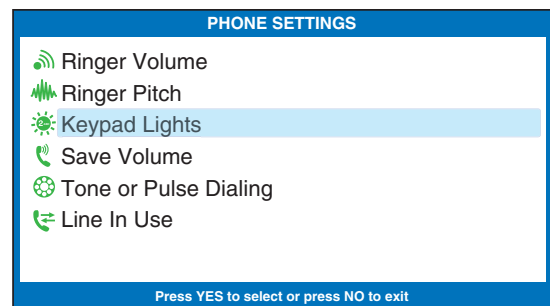 PHONE SETTINGS
Ringer Volume
Ringer Pitch
Keypad Lights
Save Volume
Tone or Pulse Dialing
Line In Use
Press YES to select or press NO to exit